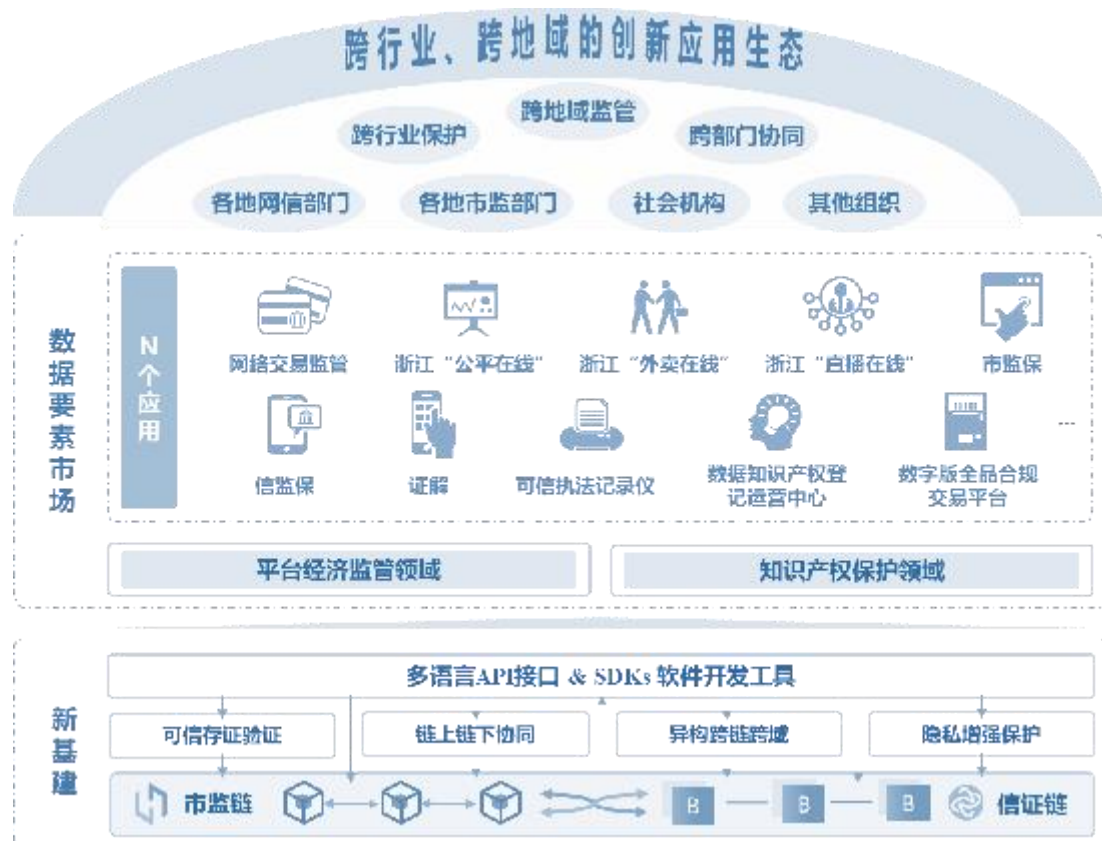 跨行业、跨地域的创新应用生态
跨地域监管
跨行业保护
跨部门协同
各地网信部门
各地市监部门
社会机构
其他组织
数据要素市场
N个应用
网络交易监管
浙江“公平在线”
浙江“外卖在线”
浙江“直播在线”
市监保
信监保
证解
可信执法记录仪
数据知识产权登
记运营中心
数字版全品合规
交易平台
...
平台经济监管领域
知识产权保护领域
新基建
多语言API接口 & SDKs 软件开发工具
可信存证验证
链上链下协同
异构跨链跨域
隐私增强保护
市监链
B
B
B
信证链